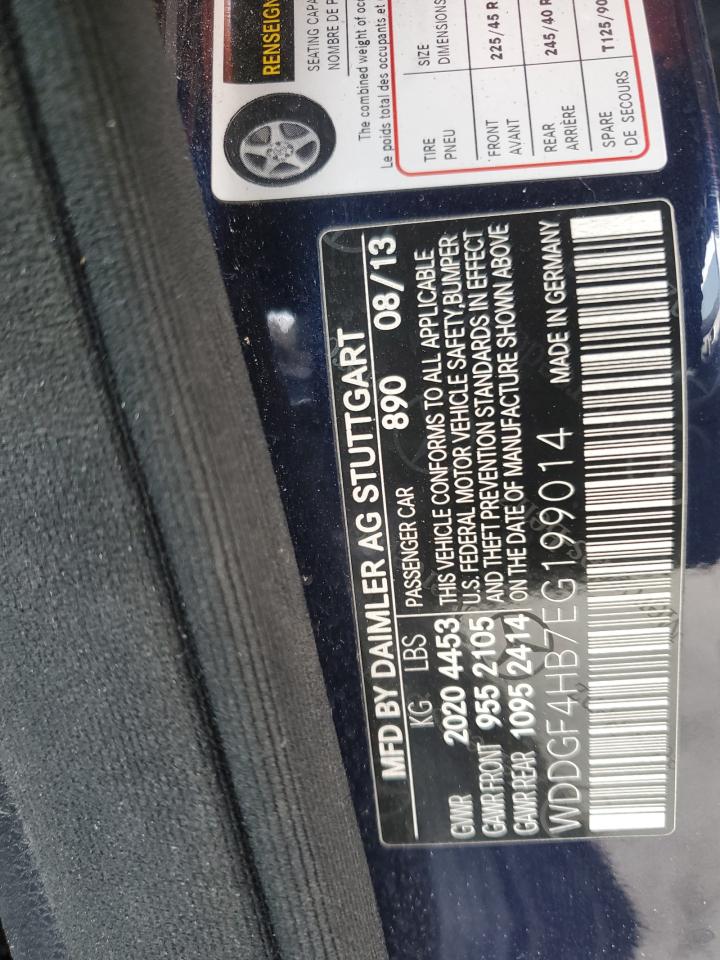 RENSEIGN
SEATING CAPA
NOMBRE DE P
The combined weight of occ
Le poids total des occupants et
TIRE SIZE
PNEU DIMENSIONS
FRONT 225/45 R
AVANT
REAR 245/40 R
ARRIÈRE
SPARE T125/90
DE SECOURS
MFD BY DAIMLER AG STUTTGART
KG LBS 890 08/13
PASSENGER CAR
GVWR 2020 4453 THIS VEHICLE CONFORMS TO ALL APPLICABLE
GAWR FRONT 955 2105 U.S. FEDERAL MOTOR VEHICLE SAFETY,BUMPER
GAWR REAR 1095 2414 AND THEFT PREVENTION STANDARDS IN EFFECT
ON THE DATE OF MANUFACTURE SHOWN ABOVE
WDDGF4HB7EG199014 MADE IN GERMANY